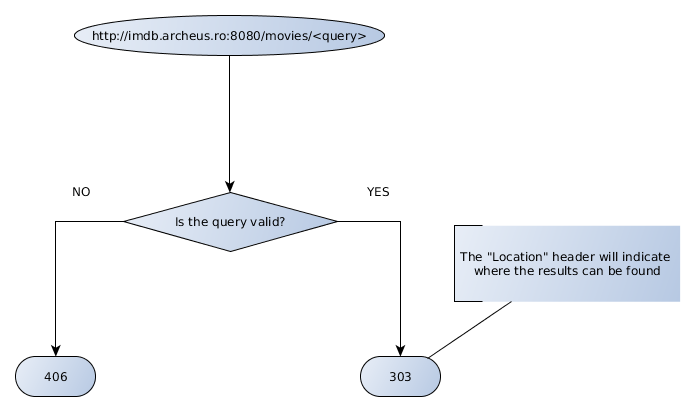 http://imdb.archeus.ro:8080/movies/<query>
NO
YES
Is the query valid?
The "Location" header will indicate
where the results can be found
406
303